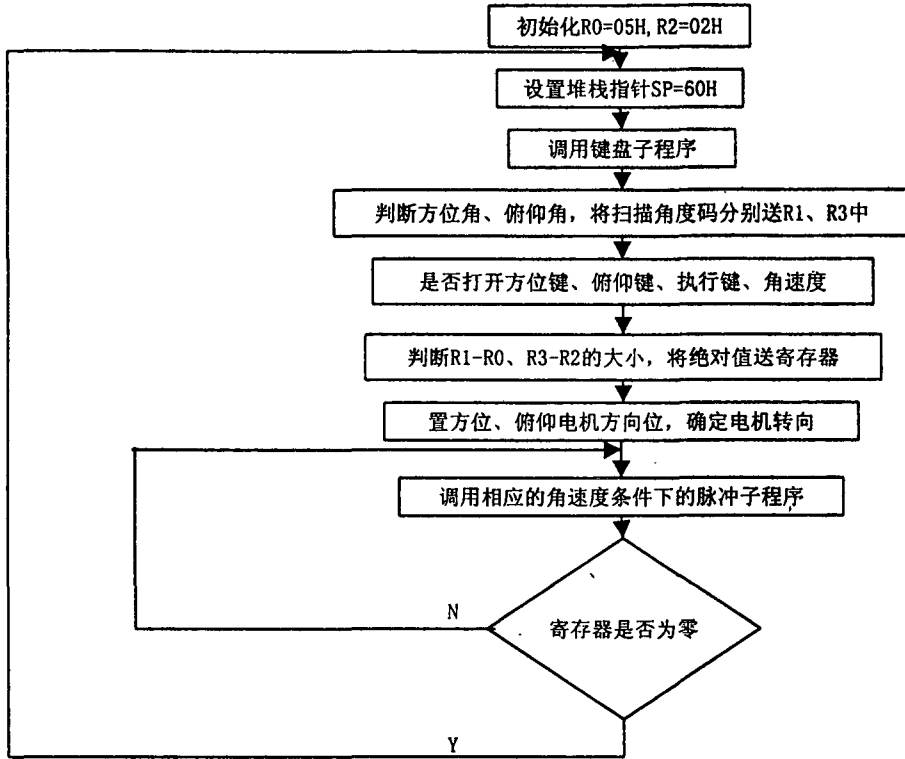 初始化R0=05H,R2=02H
设置堆栈指针SP=60H
调用键盘子程序
判断方位角、俯仰角，将扫描角度码分别送R1、R3中
是否打开方位键、俯仰键、执行键、角速度
判断R1-R0、R3-R2的大小，将绝对值送寄存器
置方位、俯仰电机方向位，确定电机转向
调用相应的角速度条件下的脉冲子程序
N
寄存器是否为零
Y